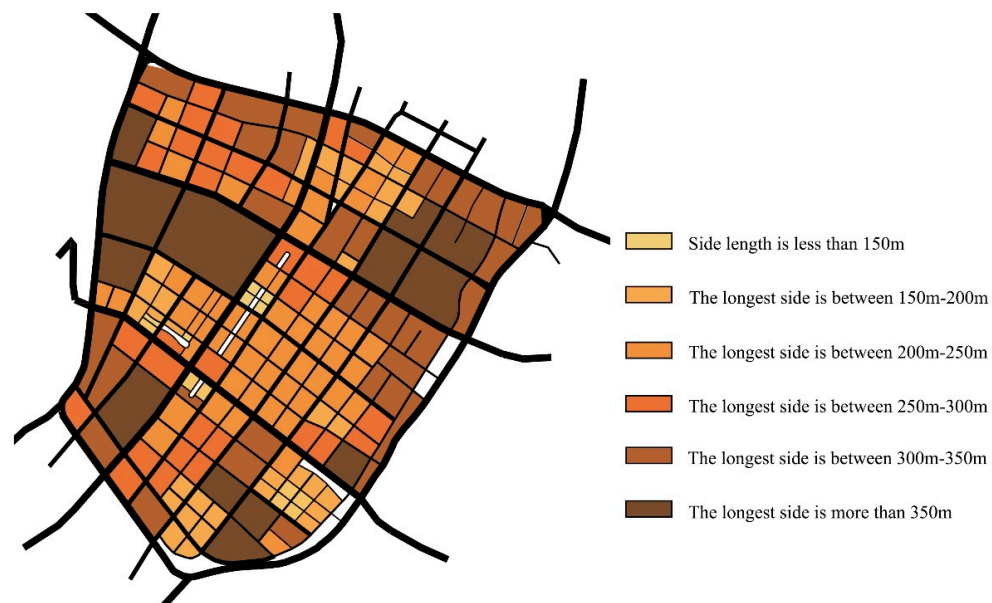 Side length is less than 150m
The longest side is between 150m-200m
The longest side is between 200m-250m
The longest side is between 250m-300m
The longest side is between 300m-350m
The longest side is more than 350m